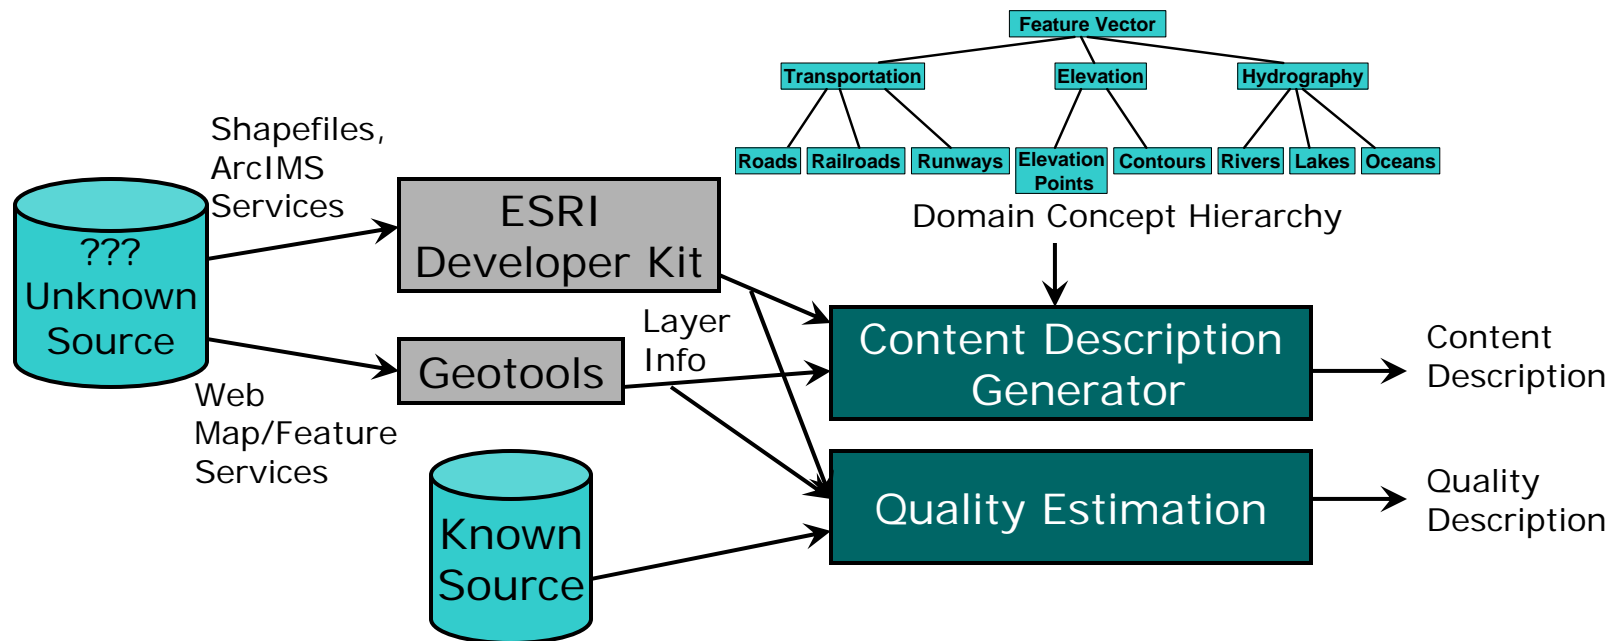 Feature Vector
Transportation
Elevation
Hydrography
Roads
Railroads
Runways
Elevation
Points
Contours
Rivers
Lakes
Oceans
Domain Concept Hierarchy
Shapefiles,
ArcIMS
Services
???
Unknown
Source
ESRI
Developer Kit
Layer
Info
Geotools
Web
Map/Feature
Services
Known
Source
Content Description
Generator
Content
Description
Quality Estimation
Quality
Description